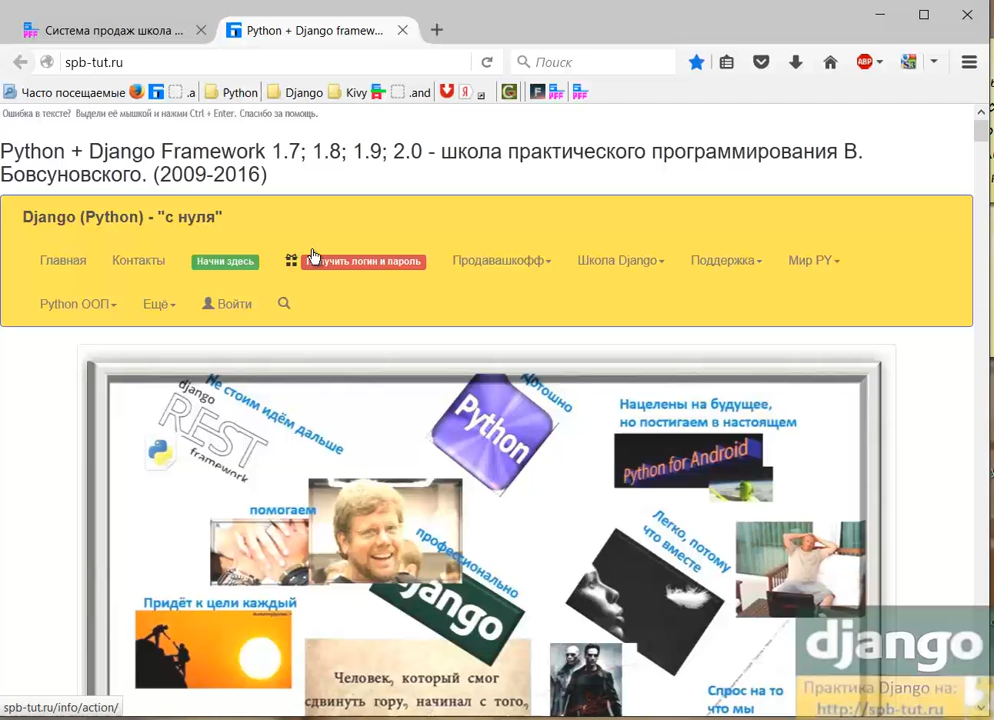 Система продаж школа ...
Python + Django framew...
spb-tut.ru
Поиск
Часто посещаемые
.a
Python
Django
Kivy
.and
Ошибка в тексте? Выдели её мышкой и нажми Ctrl + Enter. Спасибо за помощь.
Python + Django Framework 1.7; 1.8; 1.9; 2.0 - школа практического программирования В.
Бовсуновского. (2009-2016)
Django (Python) - "с нуля"
Главная
Контакты
Начни здесь
Получить логин и пароль
Продавашкофф
Школа Django
Поддержка
Мир PY
Python ООП
Ещё
Войти
Не стоим идём дальше
django
REST
framework
Python
Нацелены на будущее,
но постигаем в настоящем
Python for Android
помогаем
профессионально
Легко, потому
что вместе
Придёт к цели каждый
django
Человек, который смог
сдвинуть гору, начинал с того,
Спрос на то
что мы
django
Практика Django на:
http://spb-tut.ru
spb-tut.ru/info/action/